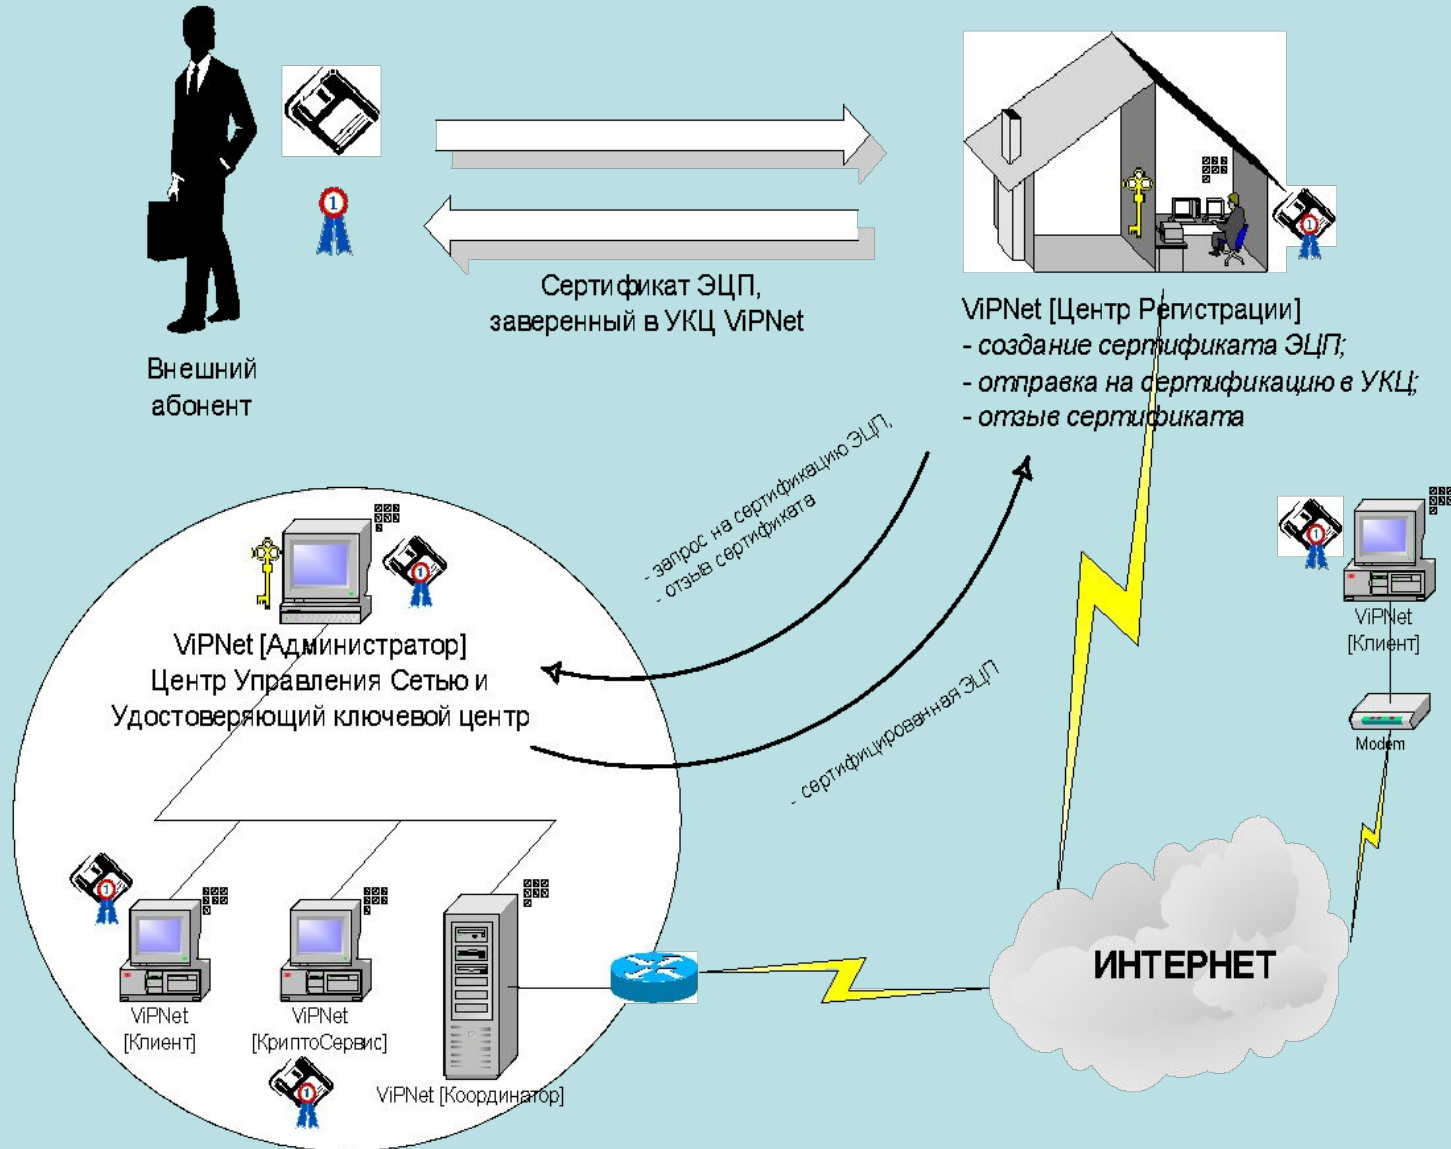 Сертификат ЭЦП,
заверенный в УКЦ ViPNet
Внешний
абонент
ViPNet [Центр Регистрации]
- создание сертификата ЭЦП;
- отправка на сертификацию в УКЦ;
- отзыв сертификата
- запрос на сертификацию ЭЦП,
- отзыв сертификата
- сертифицированная ЭЦП
ViPNet [Администратор]
Центр Управления Сетью и
Удостоверяющий ключевой центр
ViPNet
[Клиент]
Modem
ИНТЕРНЕТ
ViPNet
[Клиент]
ViPNet
[КриптоСервис]
ViPNet [Координатор]